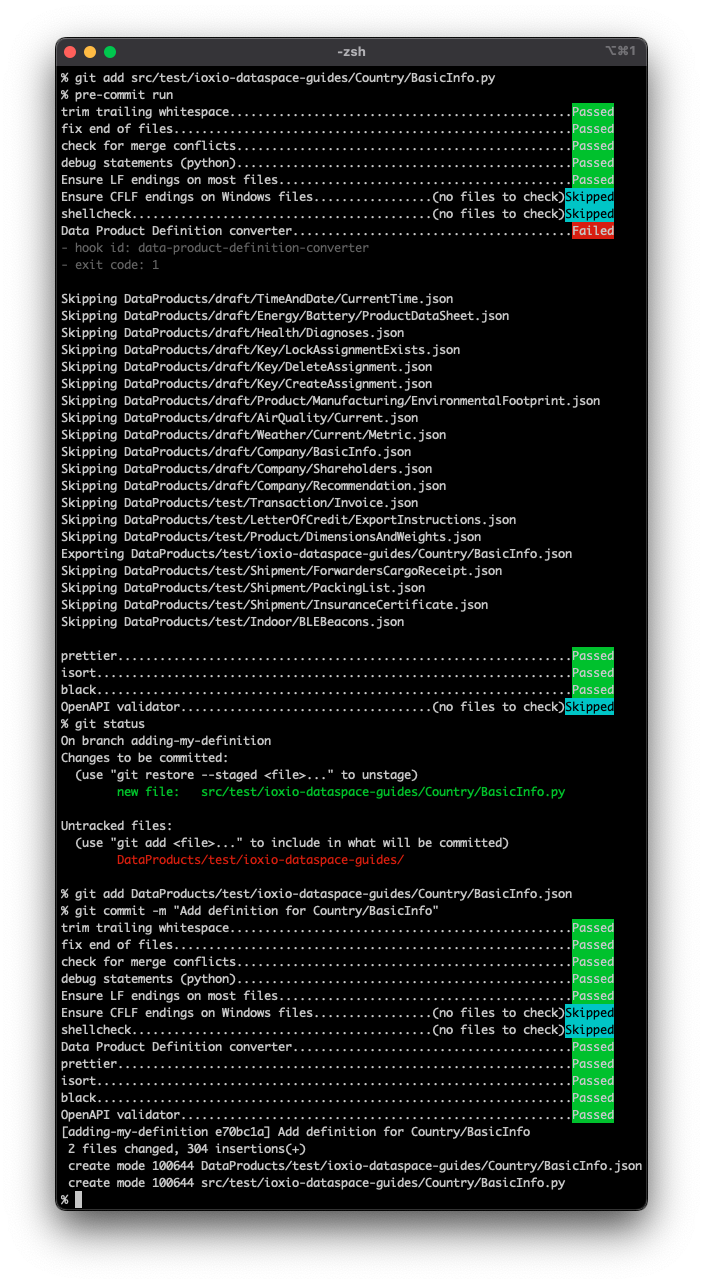 -zsh
⌥⌘1
% git add src/test/ioxio-dataspace-guides/Country/BasicInfo.py
% pre-commit run
trim trailing whitespace.................................................Passed
fix end of files.........................................................Passed
check for merge conflicts................................................Passed
debug statements (python)................................................Passed
Ensure LF endings on most files..........................................Passed
Ensure CFLF endings on Windows files.................(no files to check)Skipped
shellcheck...........................................(no files to check)Skipped
Data Product Definition converter........................................Failed
- hook id: data-product-definition-converter
- exit code: 1
Skipping DataProducts/draft/TimeAndDate/CurrentTime.json
Skipping DataProducts/draft/Energy/Battery/ProductDataSheet.json
Skipping DataProducts/draft/Health/Diagnoses.json
Skipping DataProducts/draft/Key/LockAssignmentExists.json
Skipping DataProducts/draft/Key/DeleteAssignment.json
Skipping DataProducts/draft/Key/CreateAssignment.json
Skipping DataProducts/draft/Product/Manufacturing/EnvironmentalFootprint.json
Skipping DataProducts/draft/AirQuality/Current.json
Skipping DataProducts/draft/Weather/Current/Metric.json
Skipping DataProducts/draft/Company/BasicInfo.json
Skipping DataProducts/draft/Company/Shareholders.json
Skipping DataProducts/draft/Company/Recommendation.json
Skipping DataProducts/test/Transaction/Invoice.json
Skipping DataProducts/test/LetterOfCredit/ExportInstructions.json
Skipping DataProducts/test/Product/DimensionsAndWeights.json
Exporting DataProducts/test/ioxio-dataspace-guides/Country/BasicInfo.json
Skipping DataProducts/test/Shipment/ForwardersCargoReceipt.json
Skipping DataProducts/test/Shipment/PackingList.json
Skipping DataProducts/test/Shipment/InsuranceCertificate.json
Skipping DataProducts/test/Indoor/BLEBeacons.json
prettier.................................................................Passed
isort....................................................................Passed
black....................................................................Passed
OpenAPI validator....................................(no files to check)Skipped
% git status
On branch adding-my-definition
Changes to be committed:
  (use "git restore --staged <file>..." to unstage)
        new file:   src/test/ioxio-dataspace-guides/Country/BasicInfo.py
Untracked files:
  (use "git add <file>..." to include in what will be committed)
        DataProducts/test/ioxio-dataspace-guides/
% git add DataProducts/test/ioxio-dataspace-guides/Country/BasicInfo.json
% git commit -m "Add definition for Country/BasicInfo"
trim trailing whitespace.................................................Passed
fix end of files.........................................................Passed
check for merge conflicts................................................Passed
debug statements (python)................................................Passed
Ensure LF endings on most files..........................................Passed
Ensure CFLF endings on Windows files.................(no files to check)Skipped
shellcheck...........................................(no files to check)Skipped
Data Product Definition converter........................................Passed
prettier.................................................................Passed
isort....................................................................Passed
black....................................................................Passed
OpenAPI validator........................................................Passed
[adding-my-definition e70bc1a] Add definition for Country/BasicInfo
 2 files changed, 304 insertions(+)
 create mode 100644 DataProducts/test/ioxio-dataspace-guides/Country/BasicInfo.json
 create mode 100644 src/test/ioxio-dataspace-guides/Country/BasicInfo.py
%